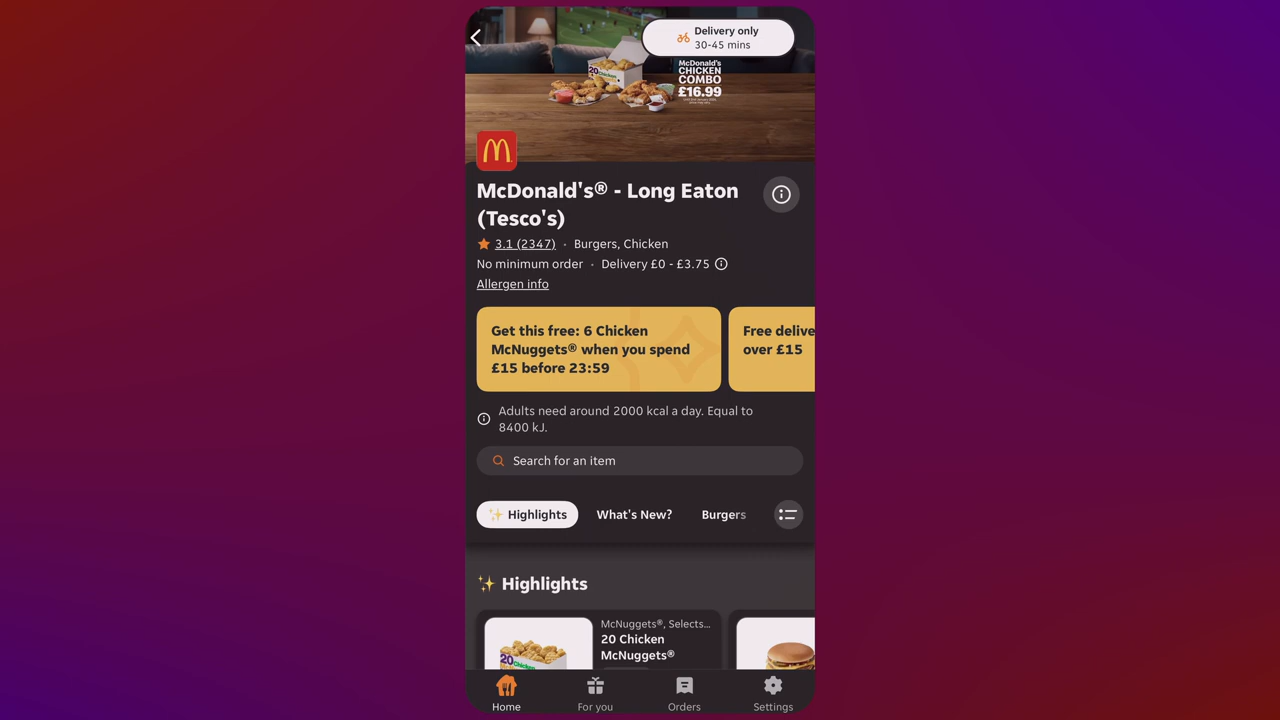 Delivery only
30-45 mins
McDonald's
CHICKEN
COMBO
£16.99
McDonald's® - Long Eaton
(Tesco's)
3.1 (2347) · Burgers, Chicken
No minimum order · Delivery £0 - £3.75
Allergen info
Get this free: 6 Chicken
McNuggets® when you spend
£15 before 23:59
Free delive
over £15
Adults need around 2000 kcal a day. Equal to
8400 kJ.
Search for an item
✨ Highlights
What's New?
Burgers
✨ Highlights
McNuggets®, Selects...
20 Chicken
McNuggets®
20 Chicken
Home
For you
Orders
Settings